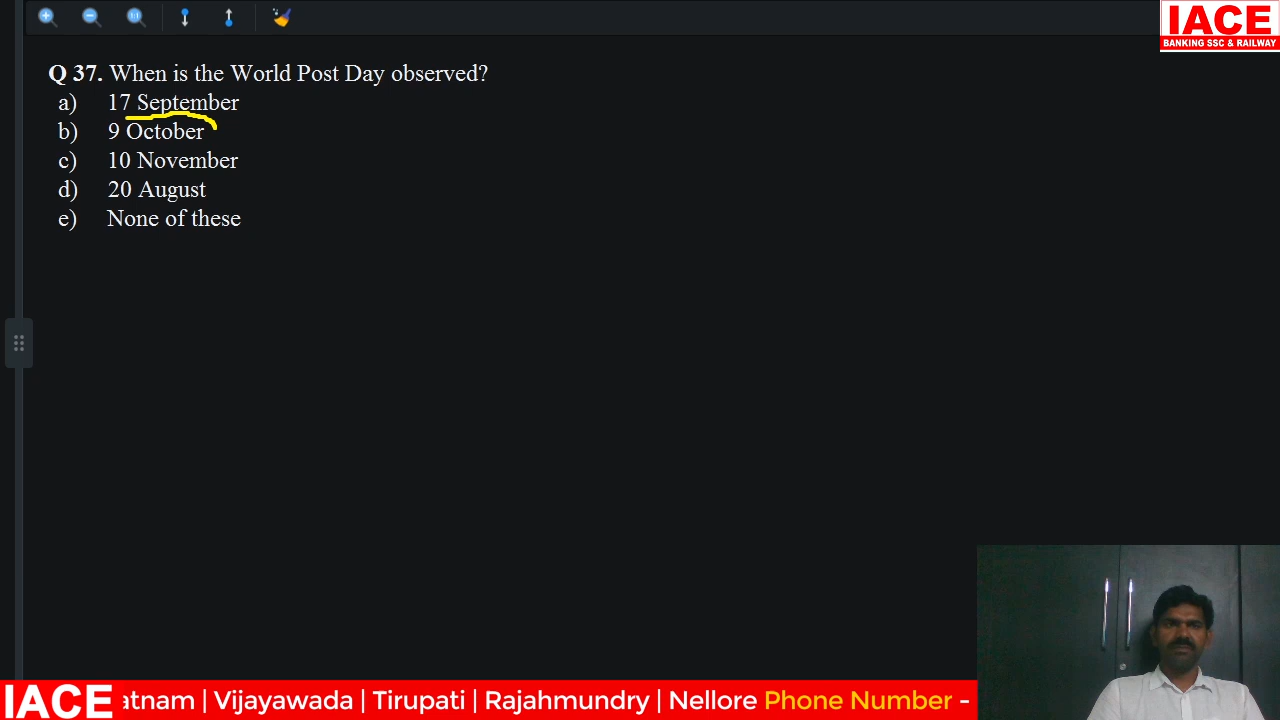 IACE
BANKING SSC & RAILWAY
Q 37. When is the World Post Day observed?
a) 17 September
b) 9 October
c) 10 November
d) 20 August
e) None of these
IACE atnam | Vijayawada | Tirupati | Rajahmundry | Nellore Phone Number -